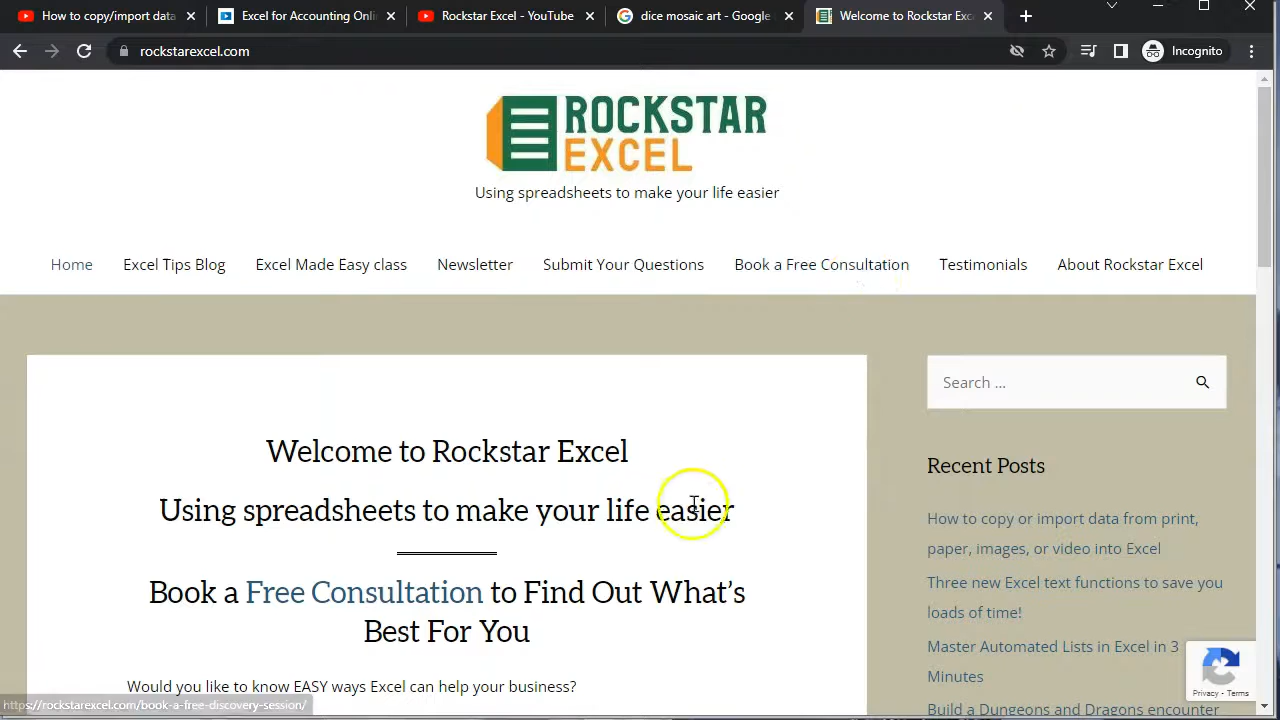 How to copy/import data
Excel for Accounting Onli
Rockstar Excel - YouTube
dice mosaic art - Google
Welcome to Rockstar Exc
rockstarexcel.com
Incognito
ROCKSTAR
EXCEL
Using spreadsheets to make your life easier
Home
Excel Tips Blog
Excel Made Easy class
Newsletter
Submit Your Questions
Book a Free Consultation
Testimonials
About Rockstar Excel
Welcome to Rockstar Excel
Using spreadsheets to make your life easier
Book a Free Consultation to Find Out What's
Best For You
Would you like to know EASY ways Excel can help your business?
Search ...
Recent Posts
How to copy or import data from print,
paper, images, or video into Excel
Three new Excel text functions to save you
loads of time!
Master Automated Lists in Excel in 3
Minutes
Build a Dungeons and Dragons encounter
Privacy - Terms
https://rockstarexcel.com/book-a-free-discovery-session/